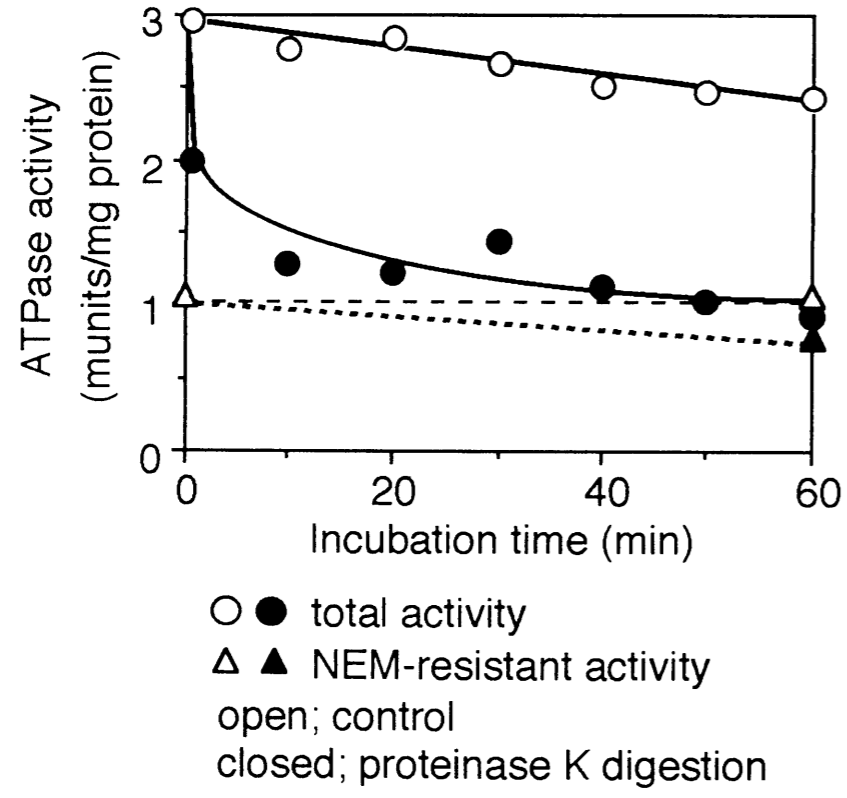 3
2
1
0
ATPase activity
(munits/mg protein)
0 20 40 60
Incubation time (min)
○ ● total activity
△ ▲ NEM-resistant activity
open; control
closed; proteinase K digestion